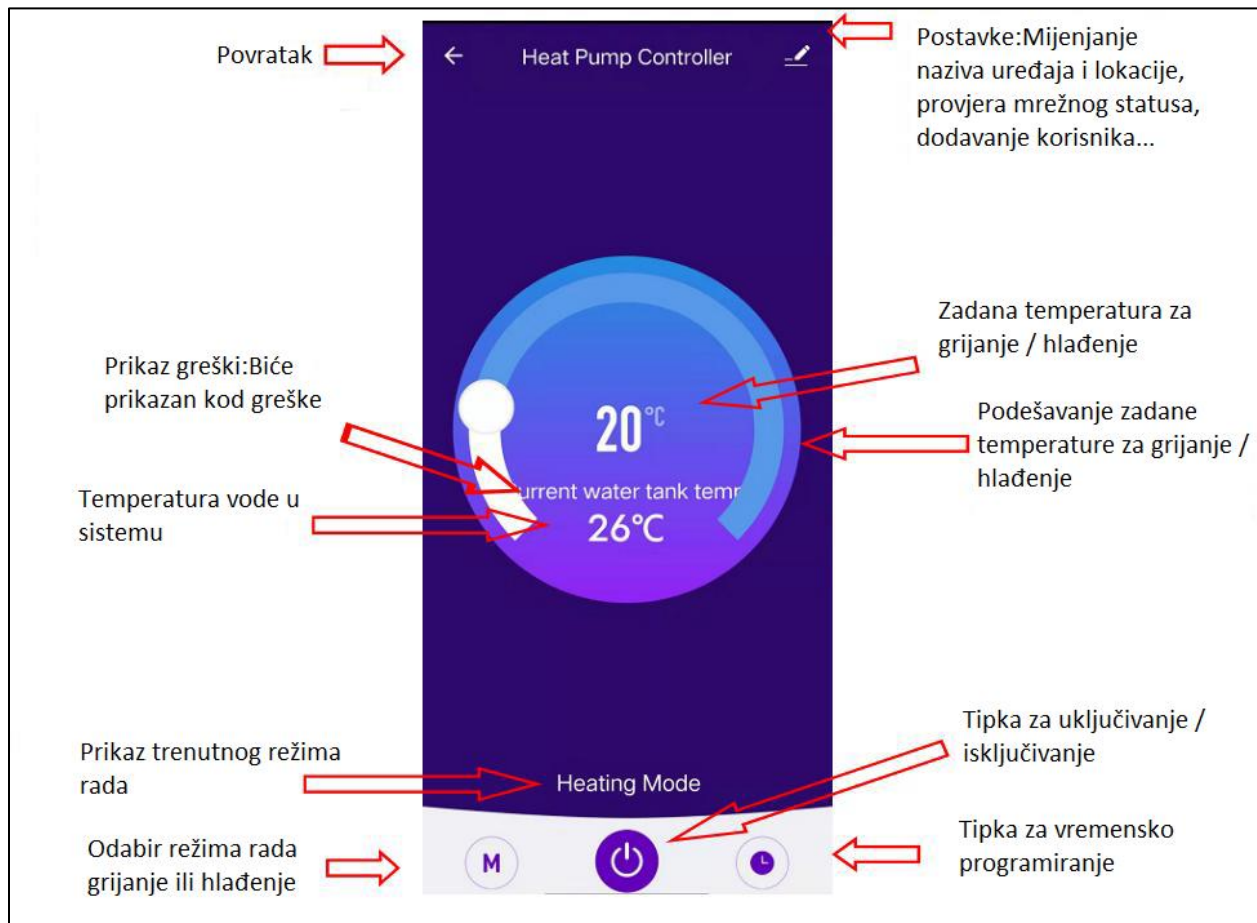 Povratak
Heat Pump Controller
Postavke:Mijenjanje
naziva uređaja i lokacije,
provjera mrežnog statusa,
dodavanje korisnika...
Zadana temperatura za
grijanje / hlađenje
Prikaz greški:Biće
prikazan kod greške
20°C
Podešavanje zadane
temperature za grijanje /
hlađenje
Temperatura vode u
sistemu
urrent water tank temp
26°C
Tipka za uključivanje /
isključivanje
Prikaz trenutnog režima
rada
Heating Mode
Odabir režima rada
grijanje ili hlađenje
M
Tipka za vremensko
programiranje